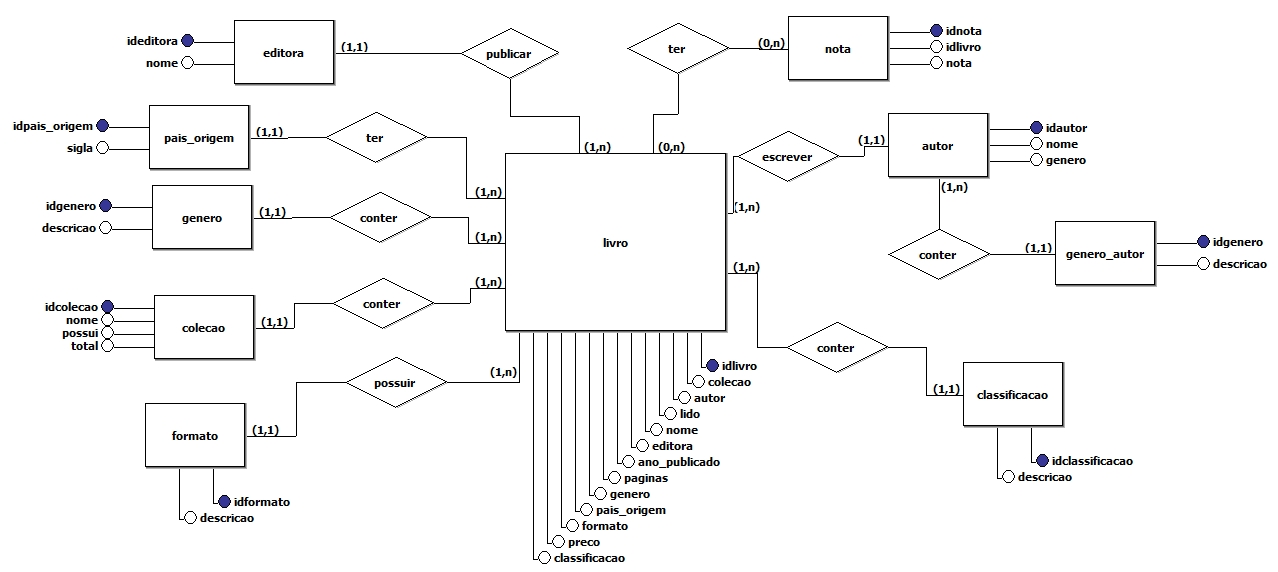 ideditora
nome
editora
(1,1)
publicar
(1,n)
ter
(0,n)
(0,n)
nota
idnota
idlivro
nota
idpais_origem
sigla
pais_origem
(1,1)
ter
(1,n)
idgenero
descricao
genero
(1,1)
conter
(1,n)
idcolecao
nome
possui
total
colecao
(1,1)
conter
(1,n)
formato
(1,1)
possuir
(1,n)
idformato
descricao
livro
escrever
(1,n)
(1,1)
autor
idautor
nome
genero
(1,n)
conter
(1,1)
genero_autor
idgenero
descricao
(1,n)
conter
(1,1)
classificacao
idclassificacao
descricao
idlivro
colecao
autor
lido
nome
editora
ano_publicado
paginas
genero
pais_origem
formato
preco
classificacao